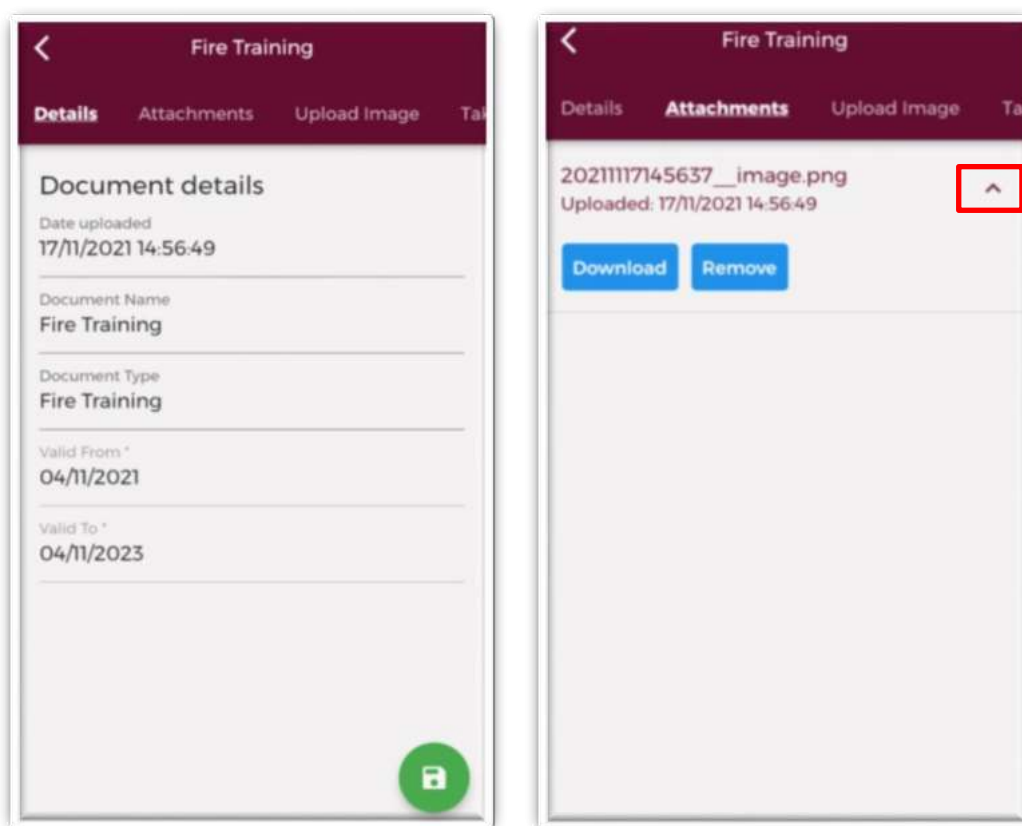 Fire Training
Details Attachments Upload Image Tak
Document details
Date uploaded
17/11/2021 14:56:49
Document Name
Fire Training
Document Type
Fire Training
Valid From *
04/11/2021
Valid To *
04/11/2023
Fire Training
Details Attachments Upload Image Ta
20211117145637__image.png
Uploaded: 17/11/2021 14:56:49
Download Remove